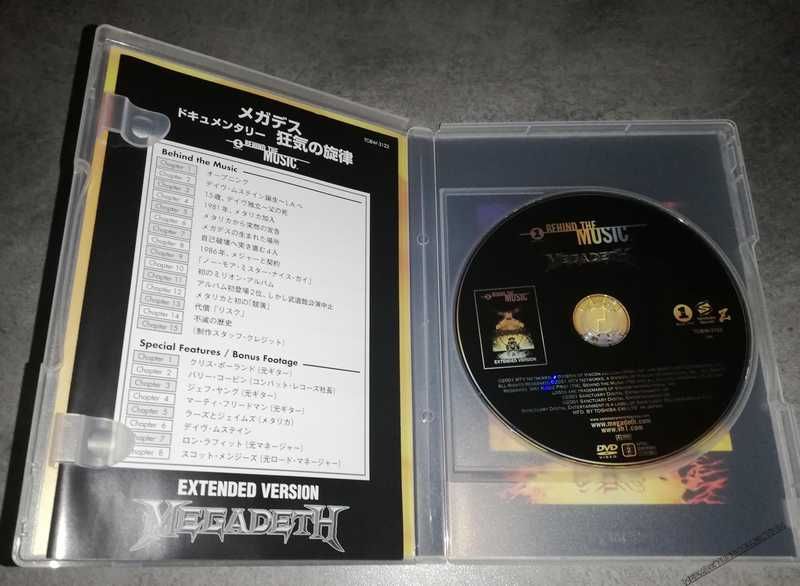 メガデス
ドキュメンタリー 狂気の旋律
TOBW-3122
BEHIND THE
MUSIC
Behind the Music
Chapter 1 オープニング
Chapter 2 デイヴ・ムステイン誕生〜LAへ
Chapter 3 15歳、デイヴ独立〜父の死
Chapter 4 1981年、メタリカ加入
Chapter 5 メタリカから突然の宣告
Chapter 6 メガデスの生まれた場所
Chapter 7 自己破壊へ突き進む4人
Chapter 8 1986年、メジャーと契約
Chapter 9 「ノー・モア・ミスター・ナイス・ガイ」
Chapter 10 初のミリオン・アルバム
Chapter 11 アルバム初登場2位、しかし武道館公演中止
Chapter 12 メタリカと初の「競演」
Chapter 13 代償「リスク」
Chapter 14 不滅の歴史
Chapter 15 (制作スタッフ・クレジット)
Special Features / Bonus Footage
Chapter 1 クリス・ポーランド(元ギター)
Chapter 2 バリー・コービン(コンバット・レコーズ社長)
Chapter 3 ジェフ・ヤング(元ギター)
Chapter 4 マーティ・フリードマン(元ギター)
Chapter 5 ラーズとジェイムズ(メタリカ)
Chapter 6 デイヴ・ムステイン
Chapter 7 ロン・ラフィット(元マネージャー)
Chapter 8 スコット・メンジーズ(元ロード・マネージャー)
EXTENDED VERSION
MEGADETH
BEHIND THE
MUSIC
MEGADETH
BEHIND THE
MUSIC
EXTENDED VERSION
TOBW-3122
www.megadeth.com
www.vh1.com
DVD
VIDEO
2